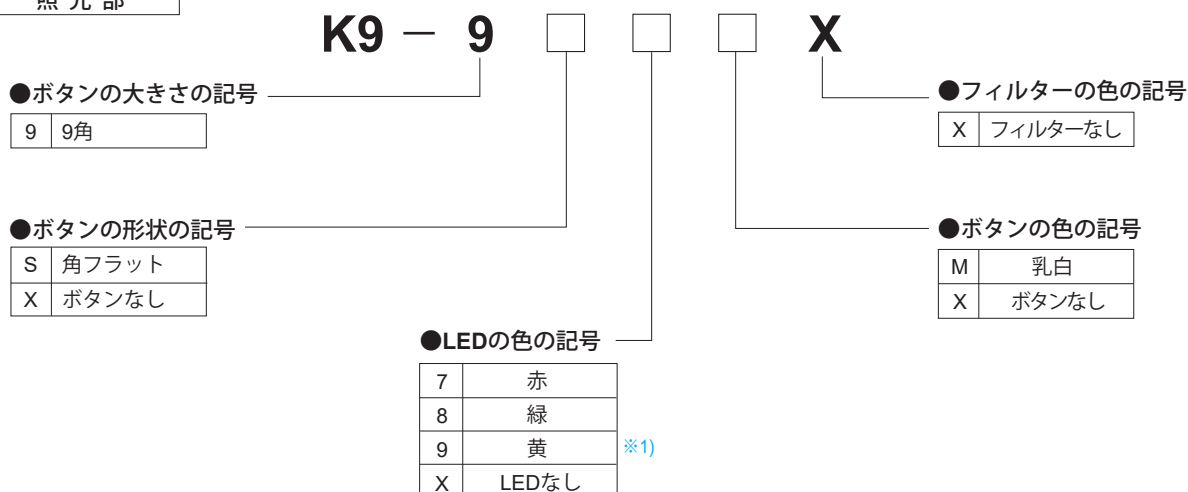 照 光 部
K9 － 9 □ □ □ X
●ボタンの大きさの記号
9 9角
●フィルターの色の記号
X フィルターなし
●ボタンの形状の記号
S 角フラット
X ボタンなし
●ボタンの色の記号
M 乳白
X ボタンなし
●LEDの色の記号
7 赤
8 緑
9 黄 ※1)
X LEDなし